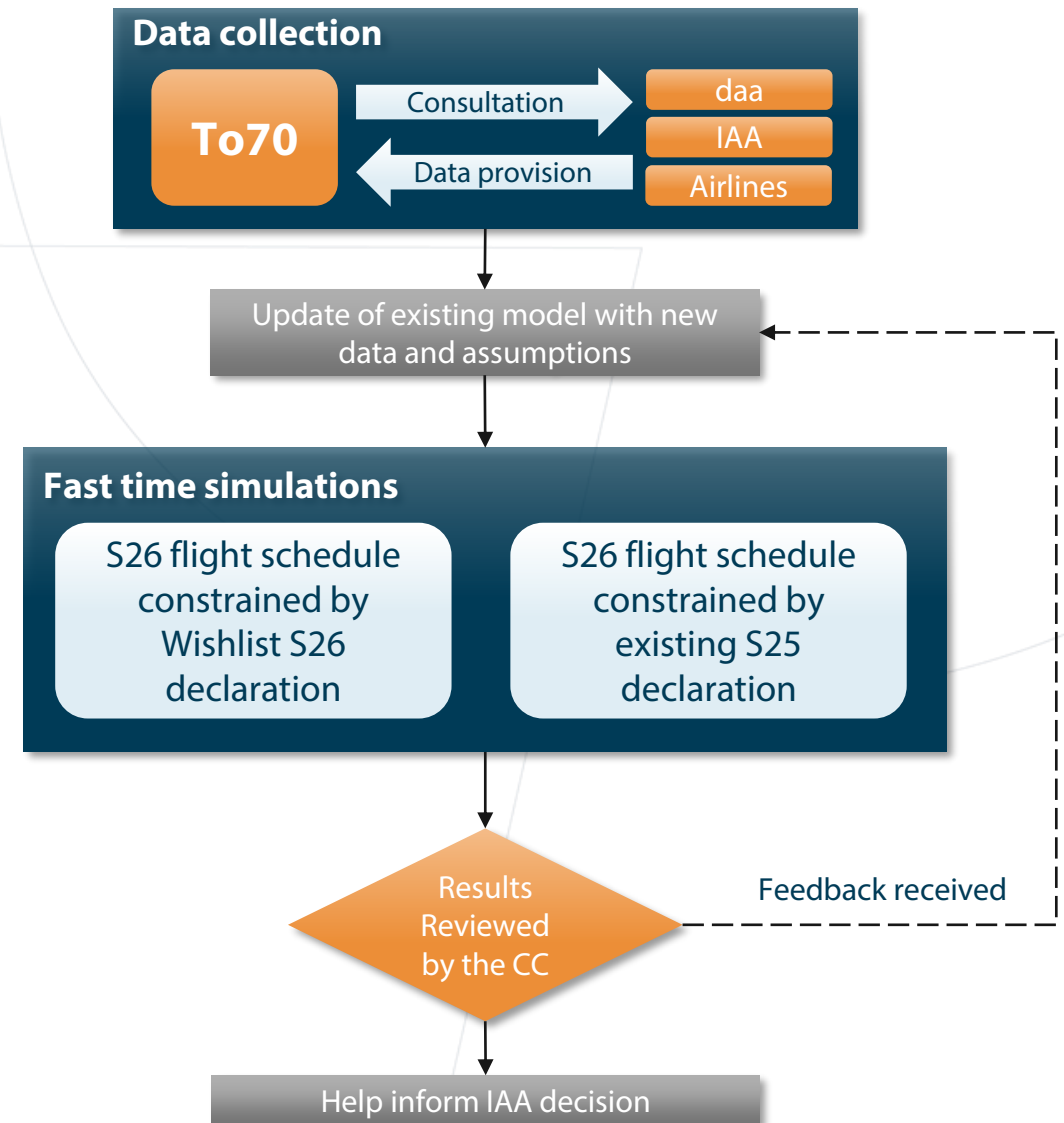 Data collection
To70
Consultation
Data provision
daa
IAA
Airlines
Update of existing model with new
data and assumptions
Fast time simulations
S26 flight schedule
constrained by
Wishlist S26
declaration
S26 flight schedule
constrained by
existing S25
declaration
Results
Reviewed
by the CC
Feedback received
Help inform IAA decision